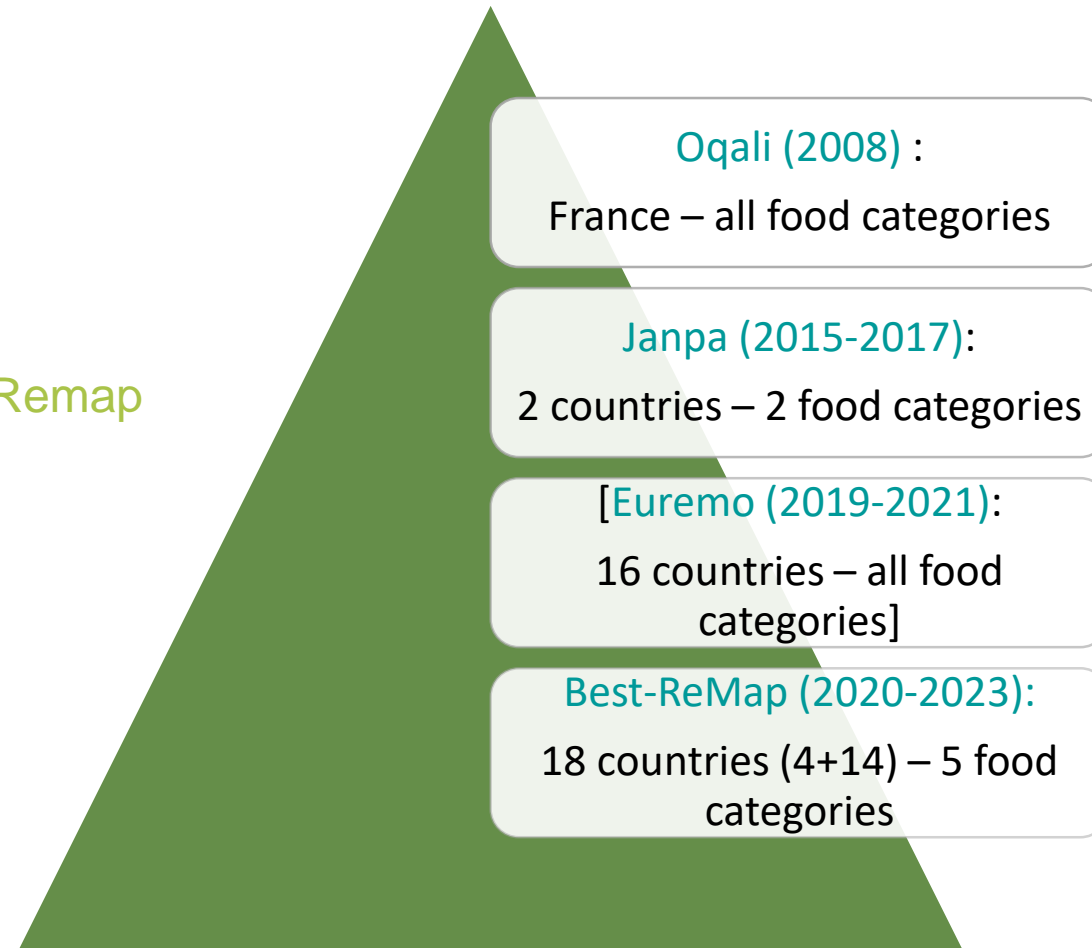 Oqali (2008) :
France – all food categories
Janpa (2015-2017):
2 countries – 2 food categories
Remap
[Euremo (2019-2021):
16 countries – all food
categories]
Best-ReMap (2020-2023):
18 countries (4+14) – 5 food
categories